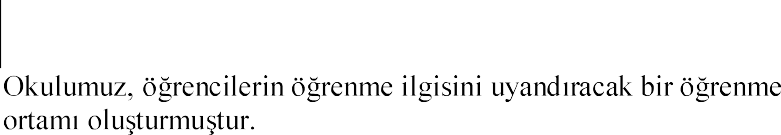 Okulumuz, öğrencilerin öğrenme ilgisini uyandıracak bir öğrenme
ortamı oluşturmuştur.